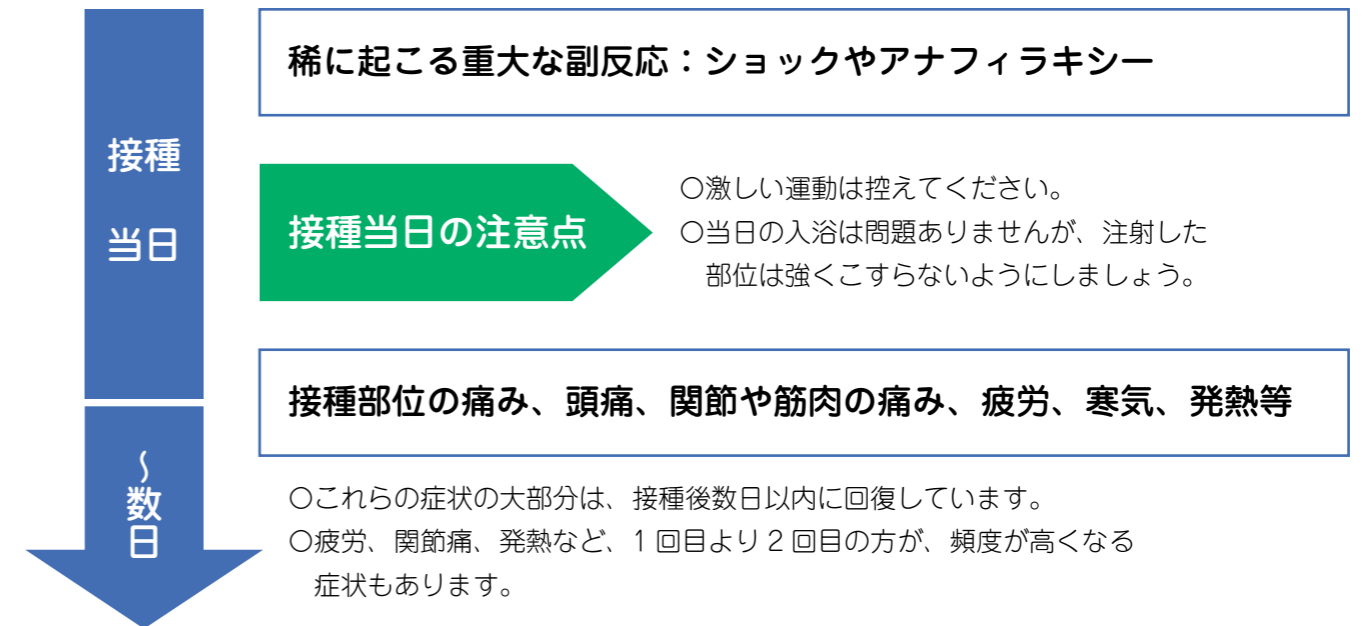 接種
当日
稀に起こる重大な副反応：ショックやアナフィラキシー
接種当日の注意点
〇激しい運動は控えてください。
〇当日の入浴は問題ありませんが、注射した
部位は強くこすらないようにしましょう。
接種部位の痛み、頭痛、関節や筋肉の痛み、疲労、寒気、発熱等
～数日
〇これらの症状の大部分は、接種後数日以内に回復しています。
〇疲労、関節痛、発熱など、１回目より２回目の方が、頻度が高くなる
症状もあります。